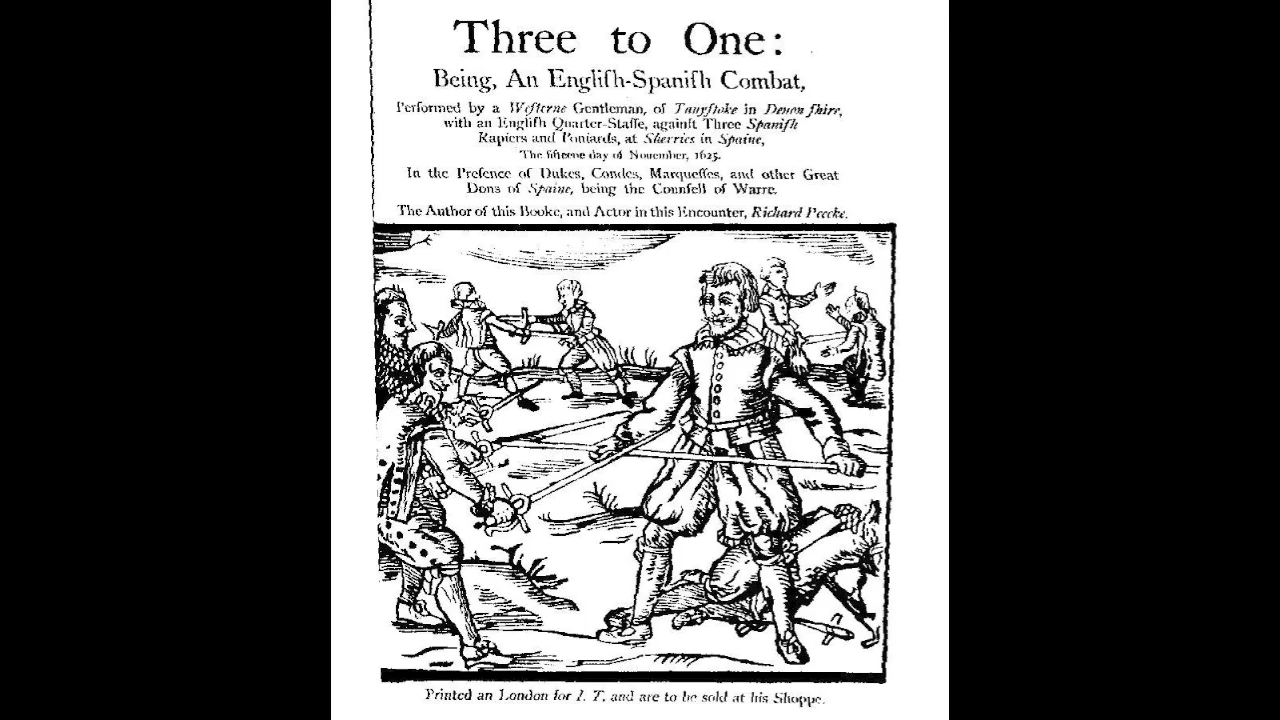 Three to One:
Being, An Engliſh-Spaniſh Combat,
Performed by a Weſterne Gentleman, of Tauyſtoke in Deuon ſhire,
with an Engliſh Quarter-Staffe, againſt Three Spaniſh
Rapiers and Poniards, at Sherries in Spaine,
The fifteene day of Nouember, 1625.
In the Preſence of Dukes, Condes, Marqueſſes, and other Great
Dons of Spaine, being the Counſell of Warre.
The Author of this Booke, and Actor in this Encounter, Richard Peecke.
Printed an London for I. T. and are to be sold at his Shoppe.